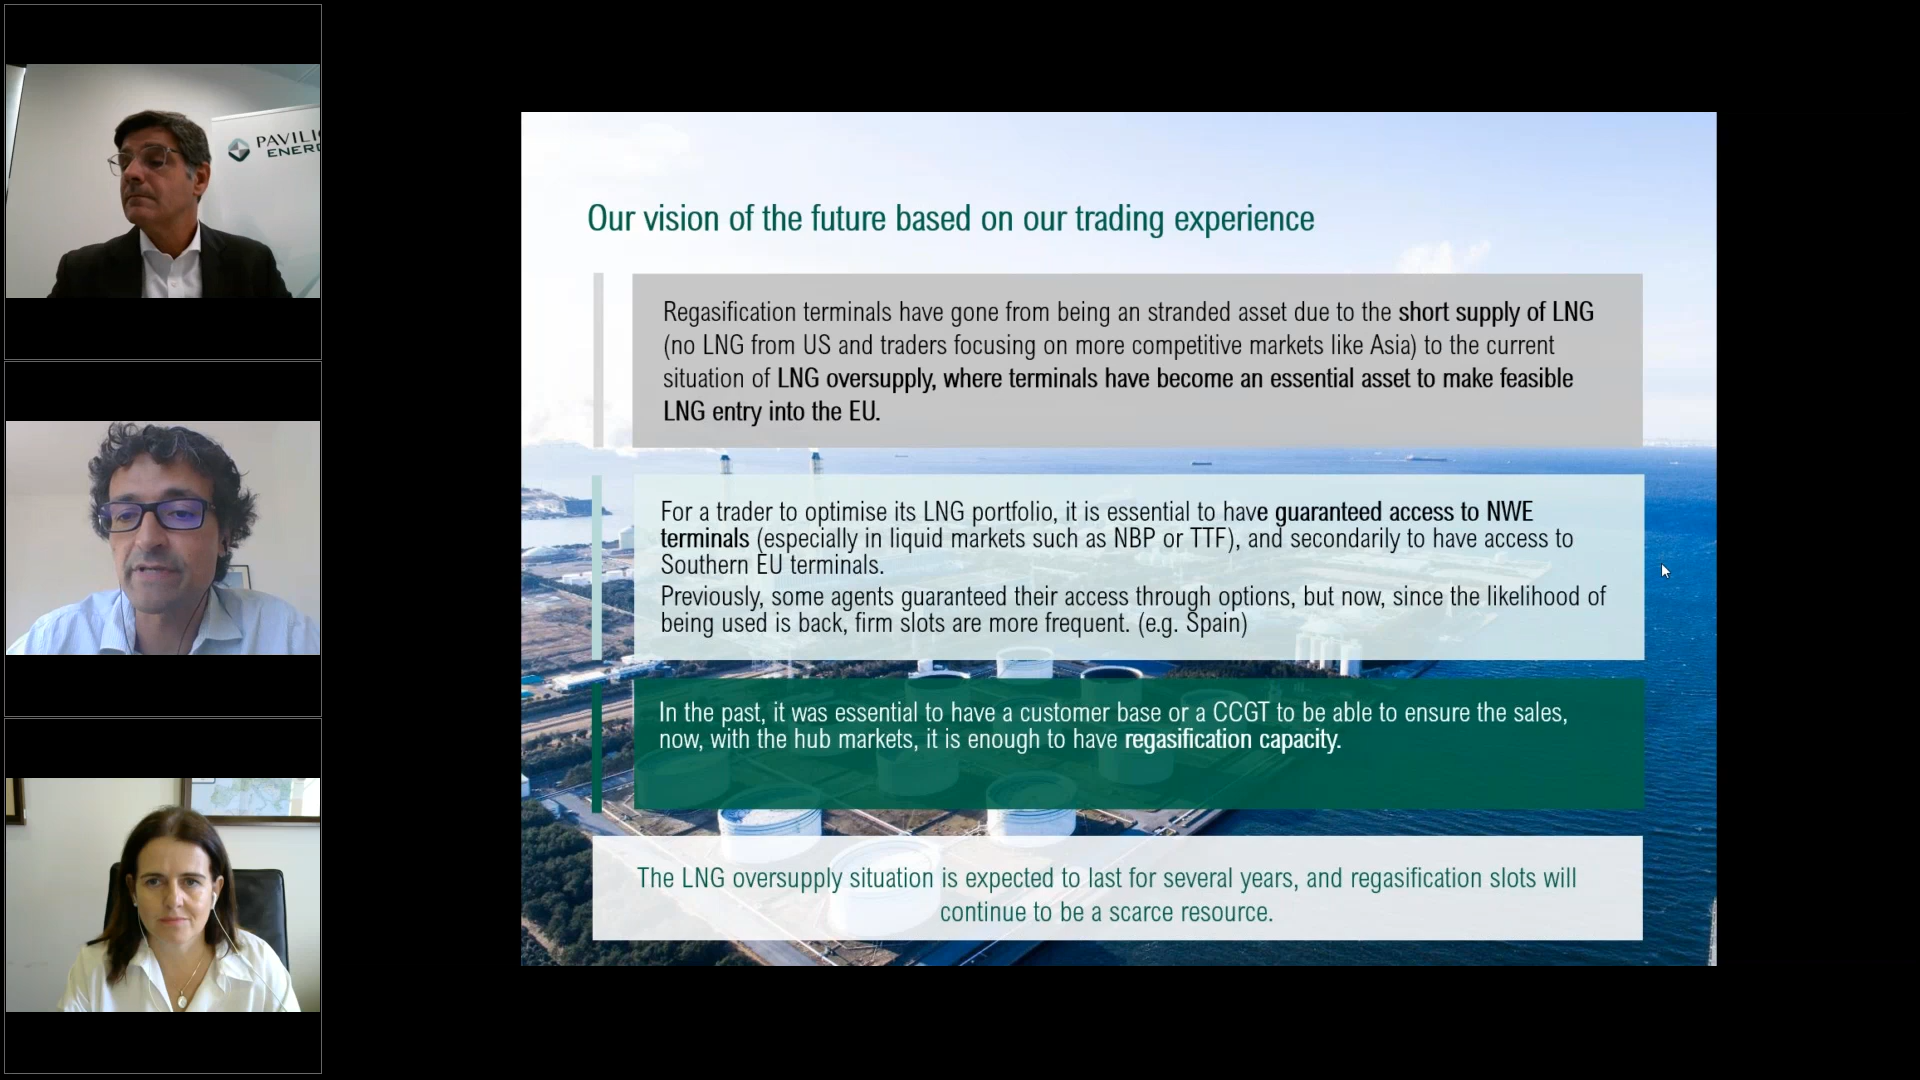 PAVILI
ENER
Our vision of the future based on our trading experience
Regasification terminals have gone from being an stranded asset due to the short supply of LNG
(no LNG from US and traders focusing on more competitive markets like Asia) to the current
situation of LNG oversupply, where terminals have become an essential asset to make feasible
LNG entry into the EU.
For a trader to optimise its LNG portfolio, it is essential to have guaranteed access to NWE
terminals (especially in liquid markets such as NBP or TTF), and secondarily to have access to
Southern EU terminals.
Previously, some agents guaranteed their access through options, but now, since the likelihood of
being used is back, firm slots are more frequent. (e.g. Spain)
In the past, it was essential to have a customer base or a CCGT to be able to ensure the sales,
now, with the hub markets, it is enough to have regasification capacity.
The LNG oversupply situation is expected to last for several years, and regasification slots will
continue to be a scarce resource.